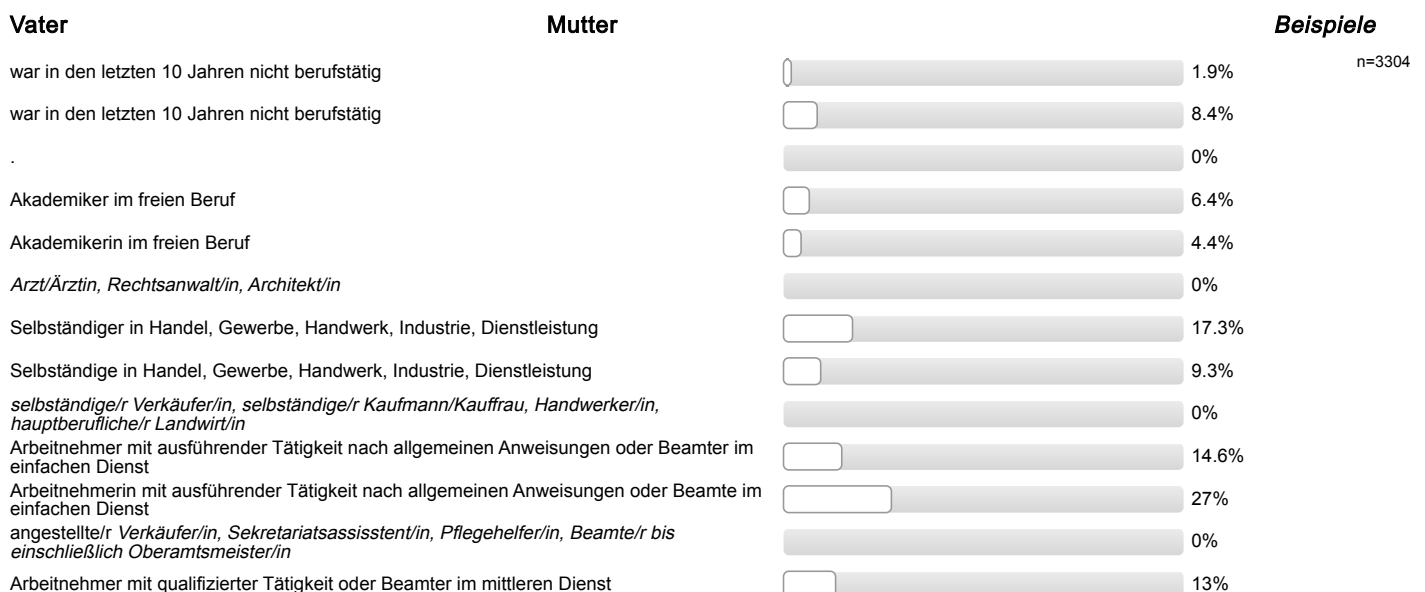 Vater Mutter Beispiele
war in den letzten 10 Jahren nicht berufstätig 1.9% n=3304
war in den letzten 10 Jahren nicht berufstätig 8.4%
. 0%
Akademiker im freien Beruf 6.4%
Akademikerin im freien Beruf 4.4%
Arzt/Ärztin, Rechtsanwalt/in, Architekt/in 0%
Selbständiger in Handel, Gewerbe, Handwerk, Industrie, Dienstleistung 17.3%
Selbständige in Handel, Gewerbe, Handwerk, Industrie, Dienstleistung 9.3%
selbständige/r Verkäufer/in, selbständige/r Kaufmann/Kauffrau, Handwerker/in,
hauptberufliche/r Landwirt/in 0%
Arbeitnehmer mit ausführender Tätigkeit nach allgemeinen Anweisungen oder Beamter im
einfachen Dienst 14.6%
Arbeitnehmerin mit ausführender Tätigkeit nach allgemeinen Anweisungen oder Beamte im
einfachen Dienst 27%
angestellte/r Verkäufer/in, Sekretariatsassisstent/in, Pflegehelfer/in, Beamte/r bis
einschließlich Oberamtsmeister/in 0%
Arbeitnehmer mit qualifizierter Tätigkeit oder Beamter im mittleren Dienst 13%